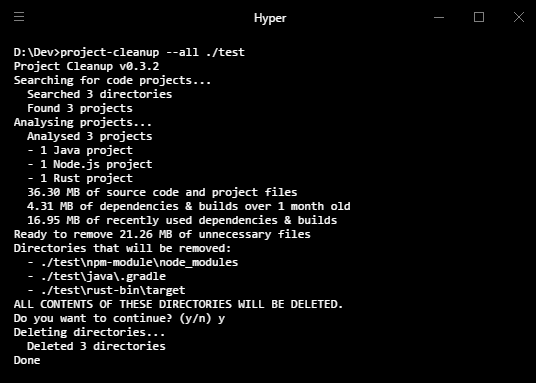 Hyper
D:\Dev>project-cleanup --all ./test
Project Cleanup v0.3.2
Searching for code projects...
  Searched 3 directories
  Found 3 projects
Analysing projects...
  Analysed 3 projects
  - 1 Java project
  - 1 Node.js project
  - 1 Rust project
  36.30 MB of source code and project files
  4.31 MB of dependencies & builds over 1 month old
  16.95 MB of recently used dependencies & builds
Ready to remove 21.26 MB of unnecessary files
Directories that will be removed:
  - ./test\npm-module\node_modules
  - ./test\java\.gradle
  - ./test\rust-bin\target
ALL CONTENTS OF THESE DIRECTORIES WILL BE DELETED.
Do you want to continue? (y/n) y
Deleting directories...
  Deleted 3 directories
Done